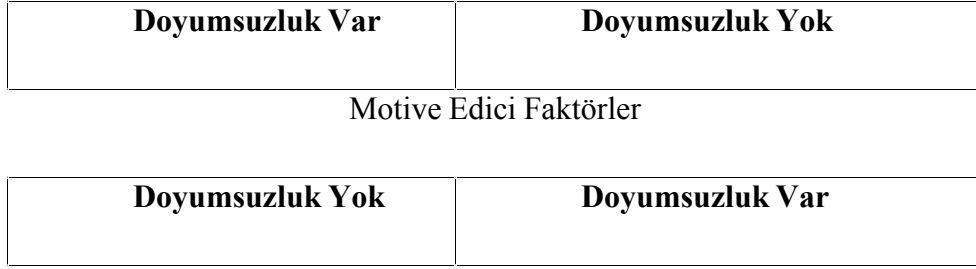 Doyumsuzluk Var Doyumsuzluk Yok
Motive Edici Faktörler
Doyumsuzluk Yok Doyumsuzluk Var